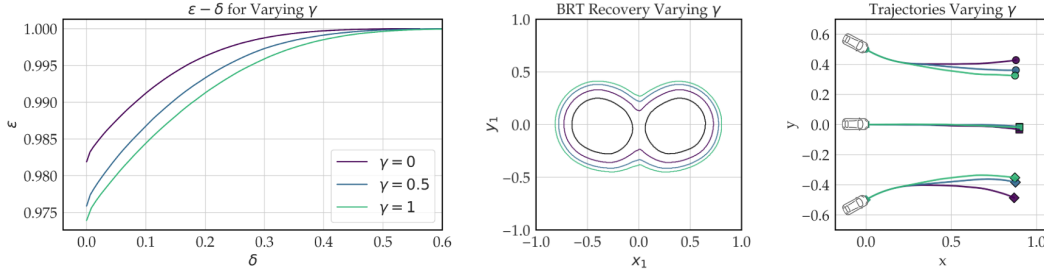 ε − δ for Varying γ
1.000
0.995
0.990
0.985
0.980
0.975
ε
γ = 0
γ = 0.5
γ = 1
0.0 0.1 0.2 0.3 0.4 0.5 0.6
δ
BRT Recovery Varying γ
1.0
0.5
0.0
−0.5
−1.0
y₁
−1.0 −0.5 0.0 0.5 1.0
x₁
Trajectories Varying γ
0.6
0.4
0.2
0.0
−0.2
−0.4
−0.6
y
0.0 0.5 1.0
x